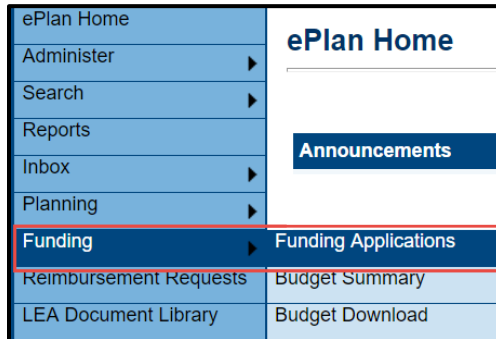 ePlan Home
ePlan Home
Administer
Search
Reports
Announcements
Inbox
Planning
Funding
Funding Applications
Reimbursement Requests
Budget Summary
LEA Document Library
Budget Download